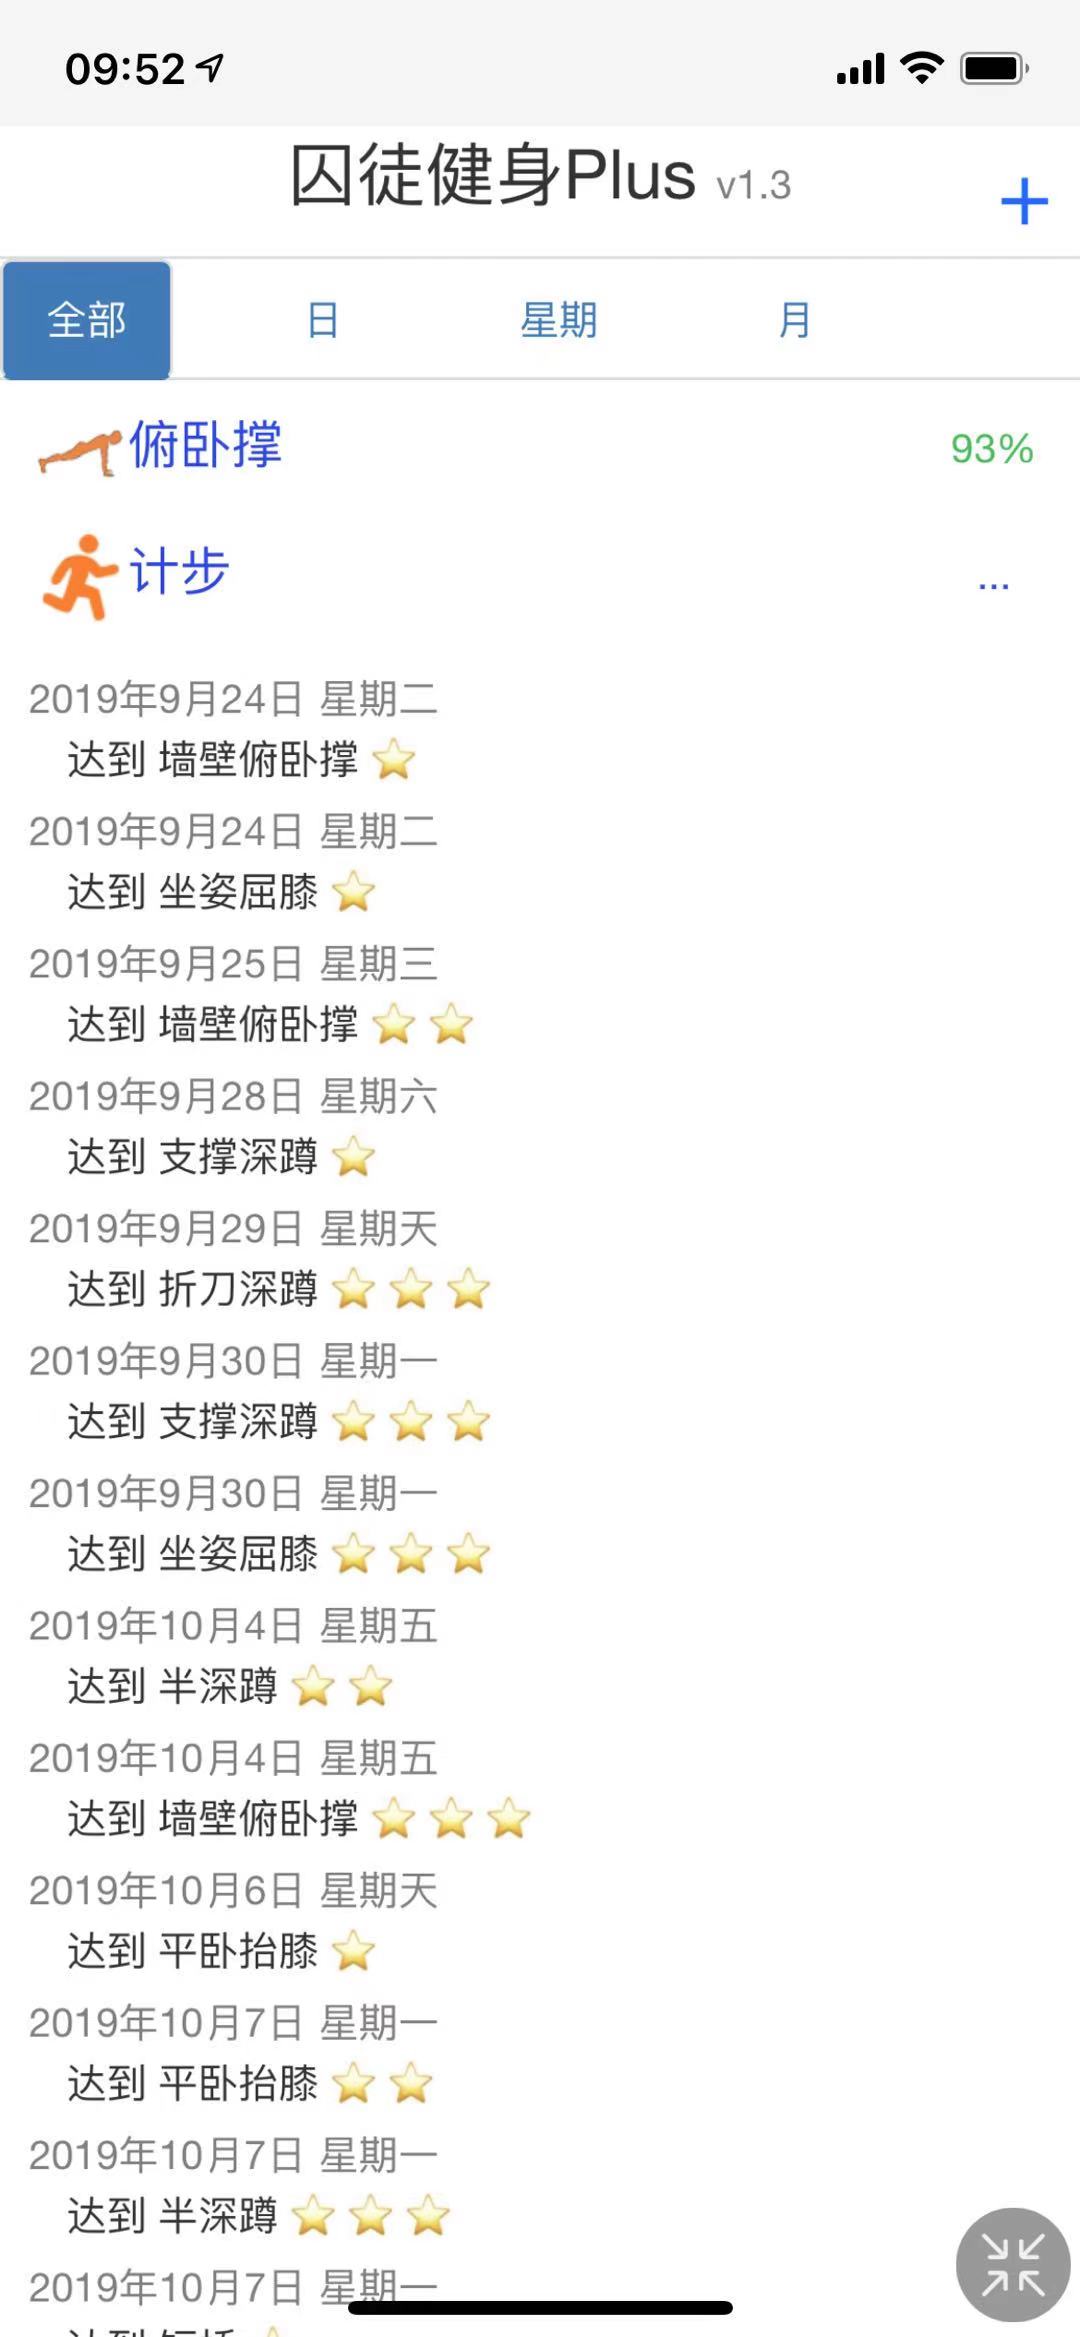 09:52
囚徒健身Plus v1.3
+
全部 日 星期 月
俯卧撑 93%
计步 ...
2019年9月24日 星期二
达到 墙壁俯卧撑 ⭐
2019年9月24日 星期二
达到 坐姿屈膝 ⭐
2019年9月25日 星期三
达到 墙壁俯卧撑 ⭐ ⭐
2019年9月28日 星期六
达到 支撑深蹲 ⭐
2019年9月29日 星期天
达到 折刀深蹲 ⭐ ⭐ ⭐
2019年9月30日 星期一
达到 支撑深蹲 ⭐ ⭐ ⭐
2019年9月30日 星期一
达到 坐姿屈膝 ⭐ ⭐ ⭐
2019年10月4日 星期五
达到 半深蹲 ⭐ ⭐
2019年10月4日 星期五
达到 墙壁俯卧撑 ⭐ ⭐ ⭐
2019年10月6日 星期天
达到 平卧抬膝 ⭐
2019年10月7日 星期一
达到 平卧抬膝 ⭐ ⭐
2019年10月7日 星期一
达到 半深蹲 ⭐ ⭐ ⭐
2019年10月7日 星期一